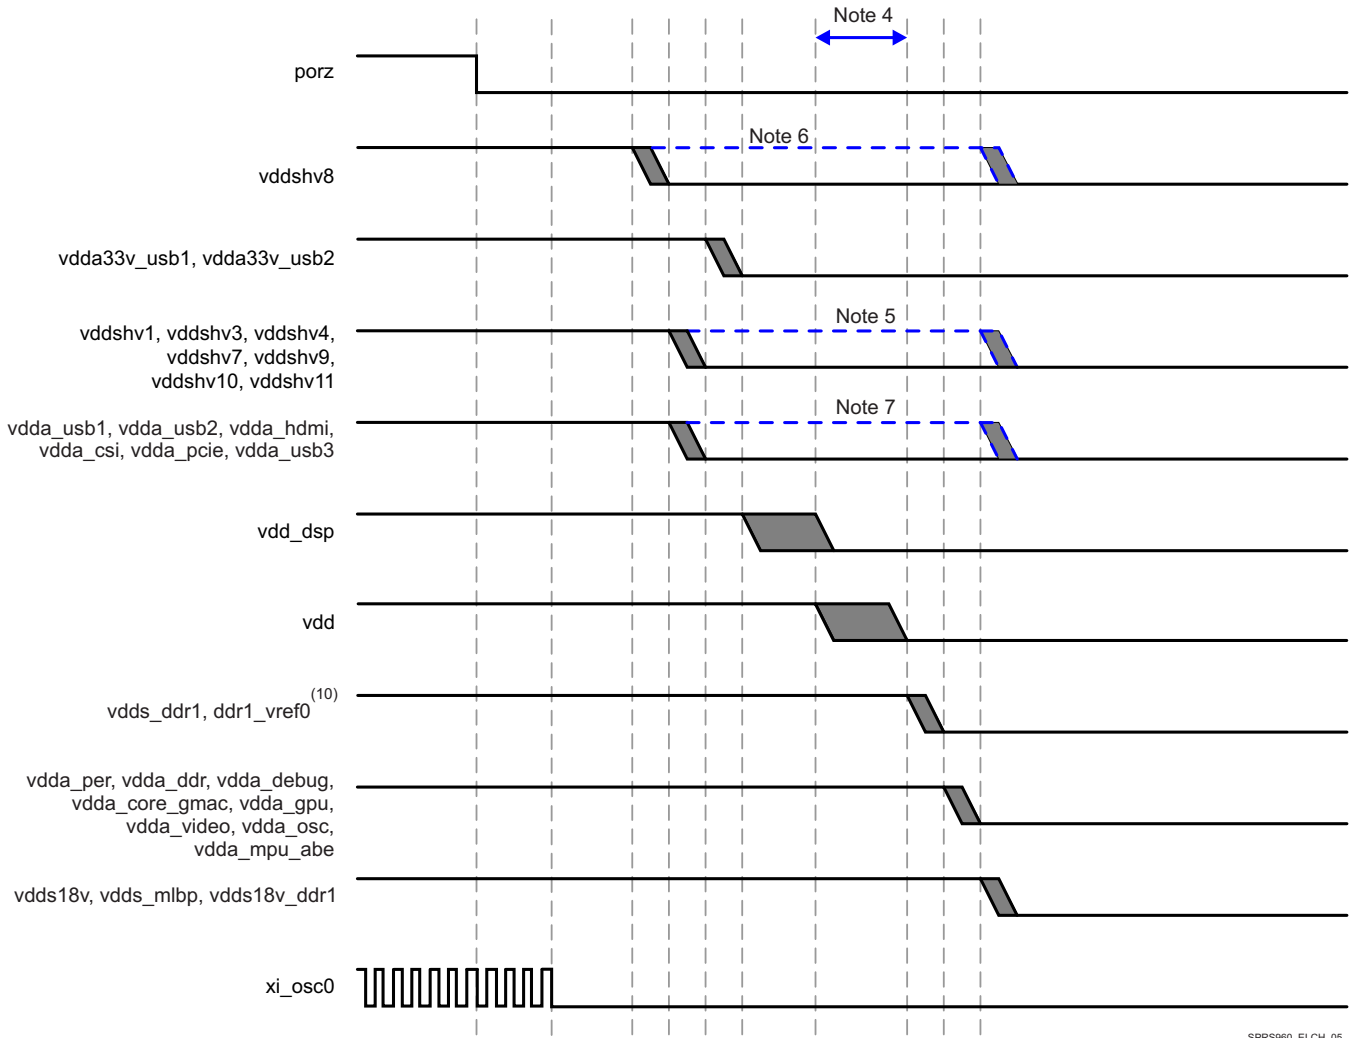 Note 4
porz
Note 6
vddshv8
vdda33v_usb1, vdda33v_usb2
Note 5
vddshv1, vddshv3, vddshv4,
vddshv7, vddshv9,
vddshv10, vddshv11
Note 7
vdda_usb1, vdda_usb2, vdda_hdmi,
vdda_csi, vdda_pcie, vdda_usb3
vdd_dsp
vdd
vdds_ddr1, ddr1_vref0(10)
vdda_per, vdda_ddr, vdda_debug,
vdda_core_gmac, vdda_gpu,
vdda_video, vdda_osc,
vdda_mpu_abe
vdds18v, vdds_mlbp, vdds18v_ddr1
xi_osc0
SPRS960_ELCH_05